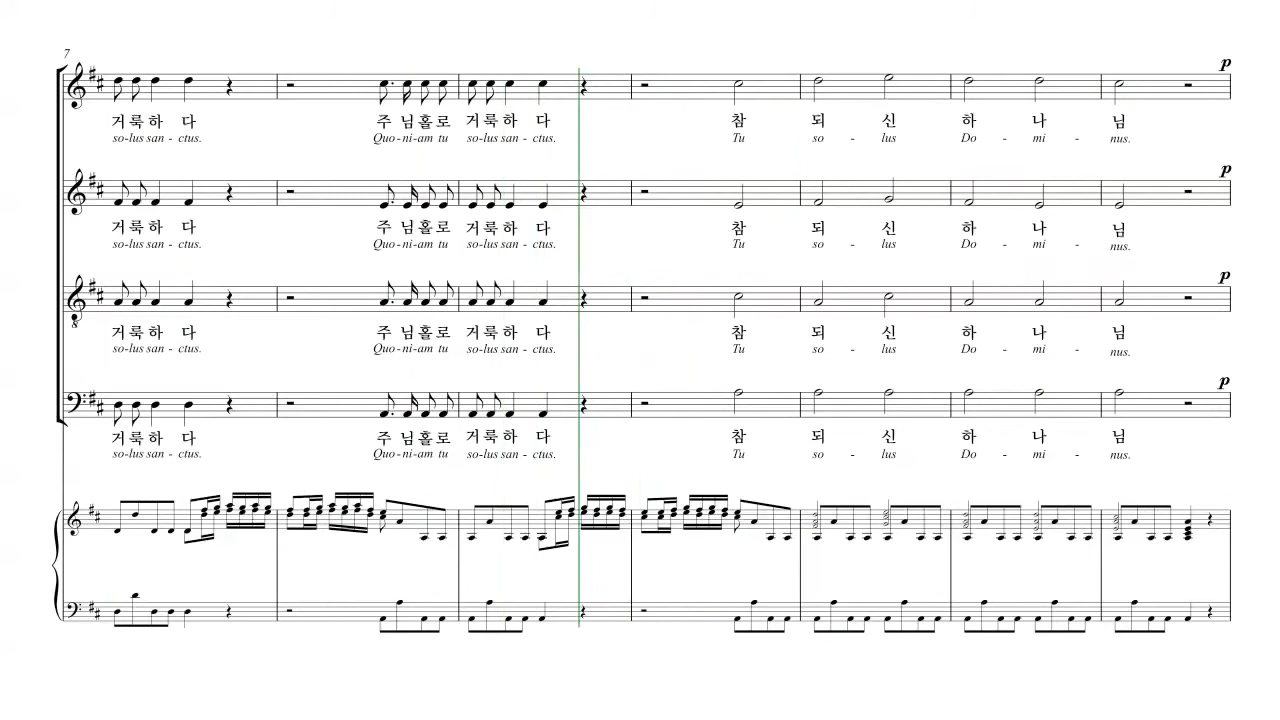 7
p
거룩하 다 주 님홀로 거룩하 다 참 되 신 하 나 님
so-lus san - ctus. Quo-ni-am tu so-lus san - ctus. Tu so - lus Do - mi - nus.
p
거룩하 다 주 님홀로 거룩하 다 참 되 신 하 나 님
so-lus san - ctus. Quo-ni-am tu so-lus san - ctus. Tu so - lus Do - mi - nus.
p
거룩하 다 주 님홀로 거룩하 다 참 되 신 하 나 님
so-lus san - ctus. Quo-ni-am tu so-lus san - ctus. Tu so - lus Do - mi - nus.
p
거룩하 다 주 님홀로 거룩하 다 참 되 신 하 나 님
so-lus san - ctus. Quo-ni-am tu so-lus san - ctus. Tu so - lus Do - mi - nus.